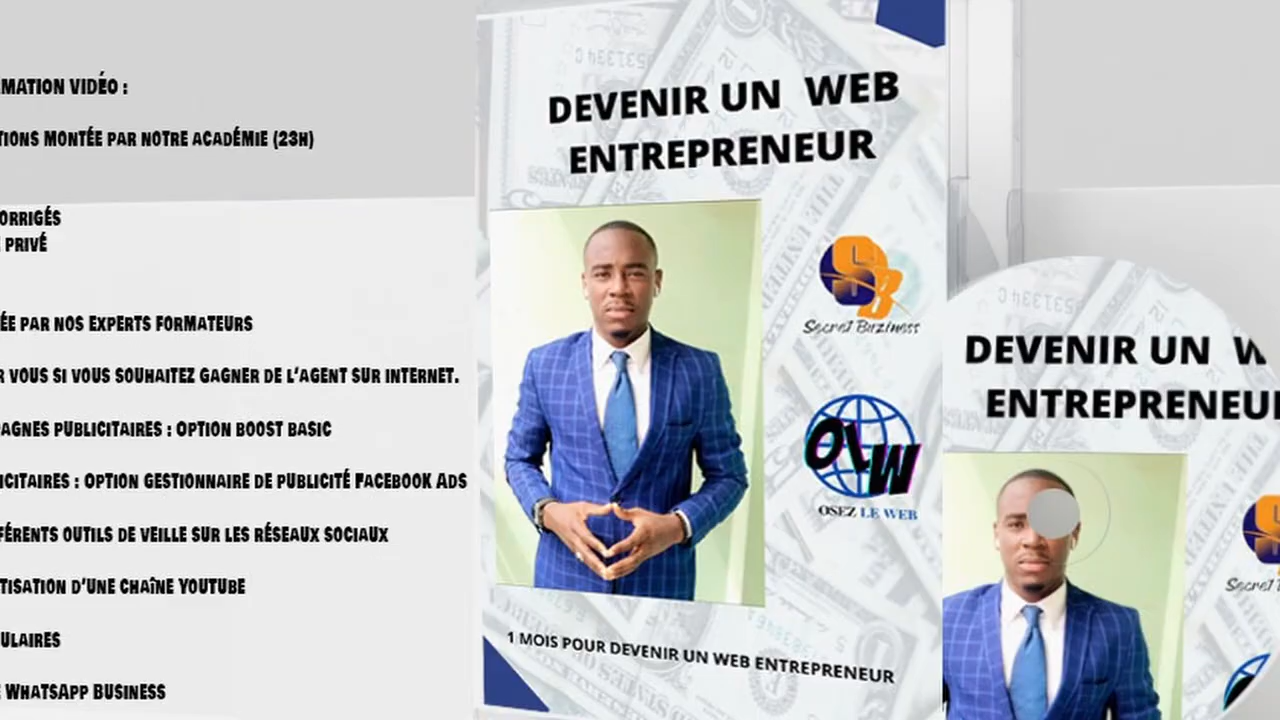 MATION VIDÉO :
TIONS MONTÉE PAR NOTRE ACADÉMIE (23H)
ORRIGÉS
PRIVÉ
ÉE PAR NOS EXPERTS FORMATEURS
R VOUS SI VOUS SOUHAITEZ GAGNER DE L'AGENT SUR INTERNET.
AGNES PUBLICITAIRES : OPTION BOOST BASIC
ICITAIRES : OPTION GESTIONNAIRE DE PUBLICITÉ FACEBOOK ADS
FÉRENTS OUTILS DE VEILLE SUR LES RÉSEAUX SOCIAUX
TISATION D'UNE CHAÎNE YOUTUBE
ULAIRES
E WHATSAPP BUSINESS
DEVENIR UN WEB
ENTREPRENEUR
SB
Secret Buziness
OLW
OSEZ LE WEB
1 MOIS POUR DEVENIR UN WEB ENTREPRENEUR
DEVENIR UN W
ENTREPRENEU
Secret